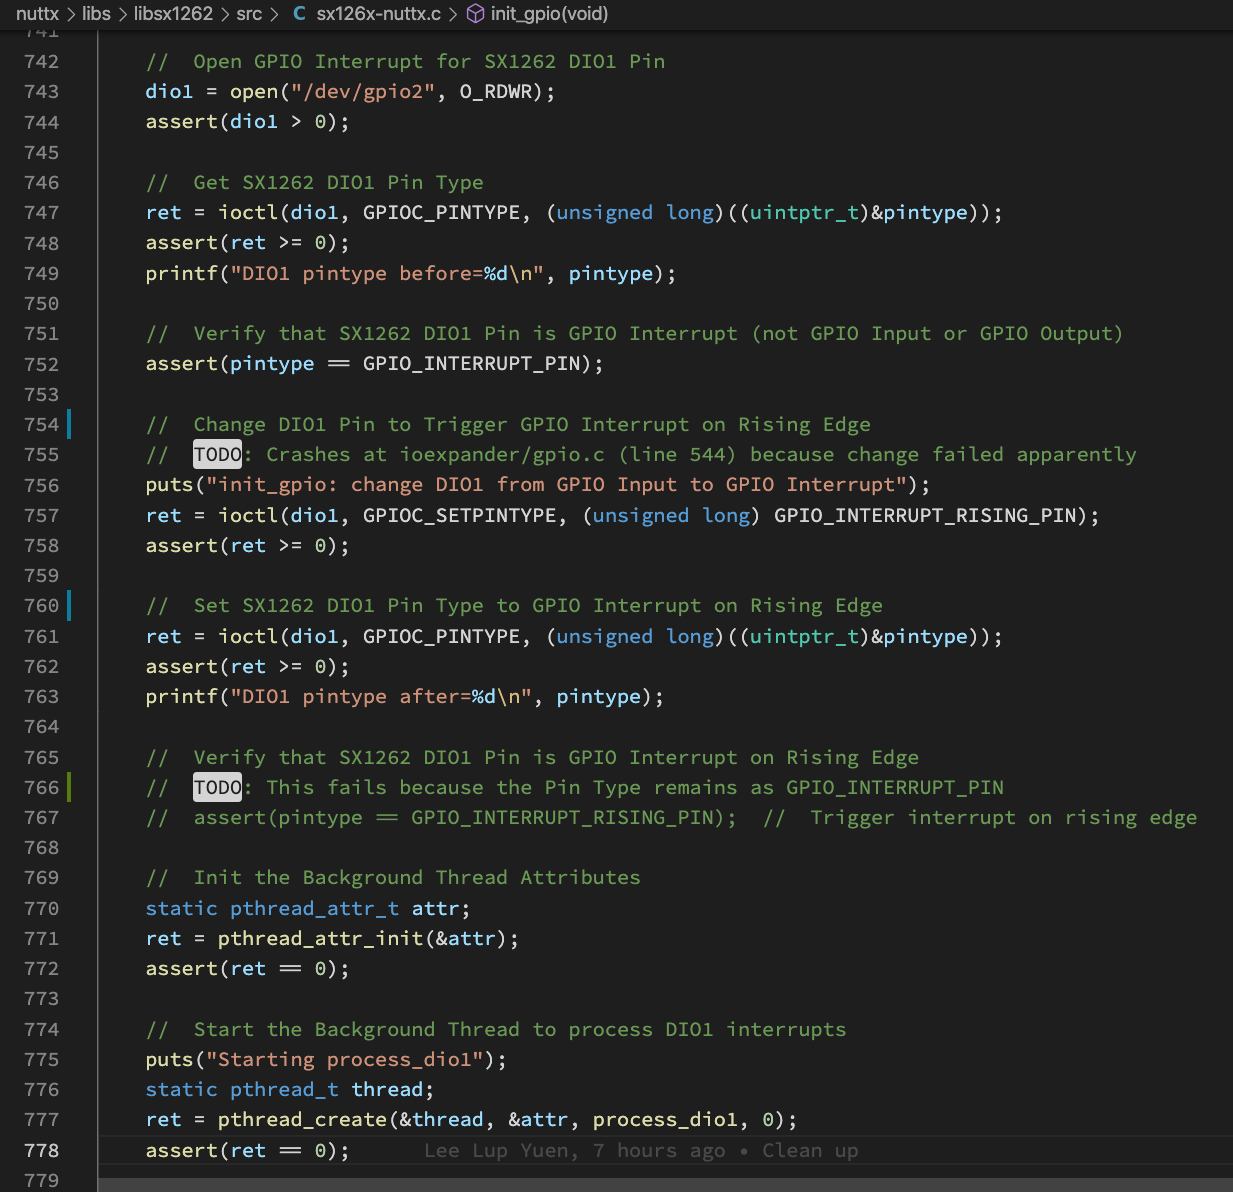 nuttx > libs > libsx1262 > src > C sx126x-nuttx.c > init_gpio(void)
741
742 //  Open GPIO Interrupt for SX1262 DIO1 Pin
743 dio1 = open("/dev/gpio2", O_RDWR);
744 assert(dio1 > 0);
745
746 //  Get SX1262 DIO1 Pin Type
747 ret = ioctl(dio1, GPIOC_PINTYPE, (unsigned long)((uintptr_t)&pintype));
748 assert(ret >= 0);
749 printf("DIO1 pintype before=%d\n", pintype);
750
751 //  Verify that SX1262 DIO1 Pin is GPIO Interrupt (not GPIO Input or GPIO Output)
752 assert(pintype == GPIO_INTERRUPT_PIN);
753
754 //  Change DIO1 Pin to Trigger GPIO Interrupt on Rising Edge
755 //  TODO: Crashes at ioexpander/gpio.c (line 544) because change failed apparently
756 puts("init_gpio: change DIO1 from GPIO Input to GPIO Interrupt");
757 ret = ioctl(dio1, GPIOC_SETPINTYPE, (unsigned long) GPIO_INTERRUPT_RISING_PIN);
758 assert(ret >= 0);
759
760 //  Set SX1262 DIO1 Pin Type to GPIO Interrupt on Rising Edge
761 ret = ioctl(dio1, GPIOC_PINTYPE, (unsigned long)((uintptr_t)&pintype));
762 assert(ret >= 0);
763 printf("DIO1 pintype after=%d\n", pintype);
764
765 //  Verify that SX1262 DIO1 Pin is GPIO Interrupt on Rising Edge
766 //  TODO: This fails because the Pin Type remains as GPIO_INTERRUPT_PIN
767 //  assert(pintype == GPIO_INTERRUPT_RISING_PIN);  //  Trigger interrupt on rising edge
768
769 //  Init the Background Thread Attributes
770 static pthread_attr_t attr;
771 ret = pthread_attr_init(&attr);
772 assert(ret == 0);
773
774 //  Start the Background Thread to process DIO1 interrupts
775 puts("Starting process_dio1");
776 static pthread_t thread;
777 ret = pthread_create(&thread, &attr, process_dio1, 0);
778 assert(ret == 0); Lee Lup Yuen, 7 hours ago • Clean up
779